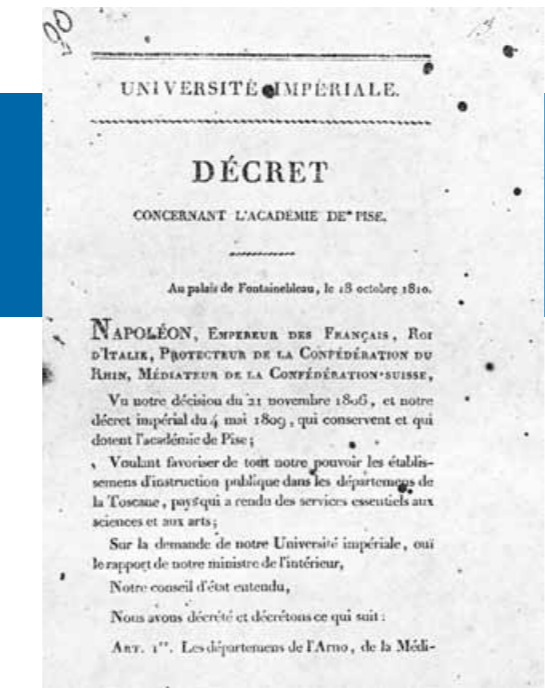 UNIVERSITÉ IMPÉRIALE.
DÉCRET
CONCERNANT L'ACADÉMIE DE PISE.
Au palais de Fontainebleau, le 18 octobre 1810.
NAPOLÉON, EMPEREUR DES FRANÇAIS, ROI
D'ITALIE, PROTECTEUR DE LA CONFÉDÉRATION DU
RHIN, MÉDIATEUR DE LA CONFÉDÉRATION SUISSE,
Vu notre décision du 21 novembre 1806, et notre
décret impérial du 4 mai 1809, qui conservent et qui
dotent l'académie de Pise;
Voulant favoriser de tout notre pouvoir les établis-
semens d'instruction publique dans les départemens de
la Toscane, pays qui a rendu des services essentiels aux
sciences et aux arts;
Sur la demande de notre Université impériale, ouï
le rapport de notre ministre de l'intérieur,
Notre conseil d'état entendu,
Nous avons décrété et décrétons ce qui suit:
ART. 1er. Les départemens de l'Arno, de la Médi-